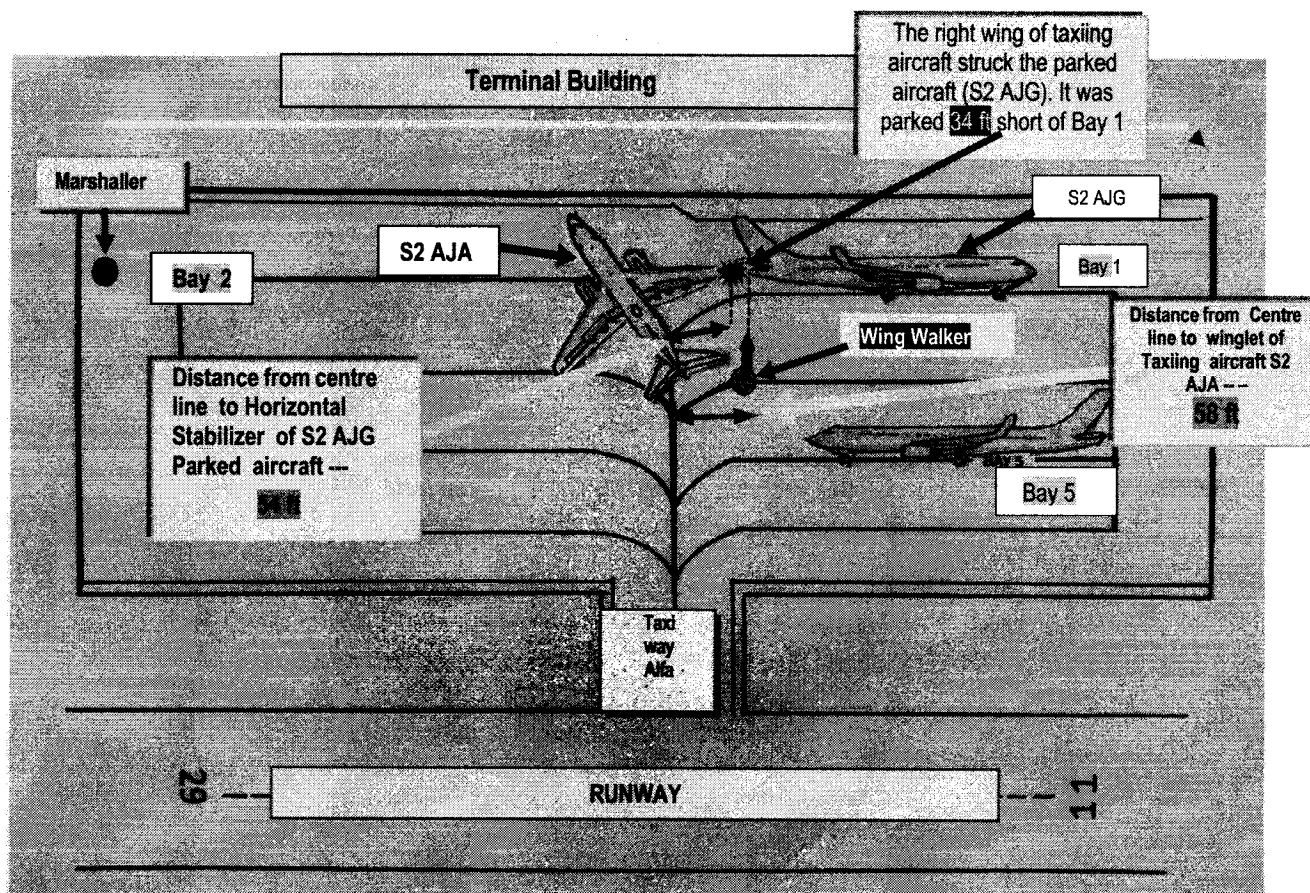 The right wing of taxiing
aircraft struck the parked
aircraft (S2 AJG). It was
parked 34 ft short of Bay 1
Terminal Building
Marshaller
S2 AJG
S2 AJA
Bay 2
Bay 1
Distance from Centre
line to winglet of
Taxiing aircraft S2
AJA -- --
58 ft
Wing Walker
Distance from centre
line to Horizontal
Stabilizer of S2 AJG
Parked aircraft ---
54 ft
Bay 5
Taxi
way
Alfa
29
RUNWAY
11